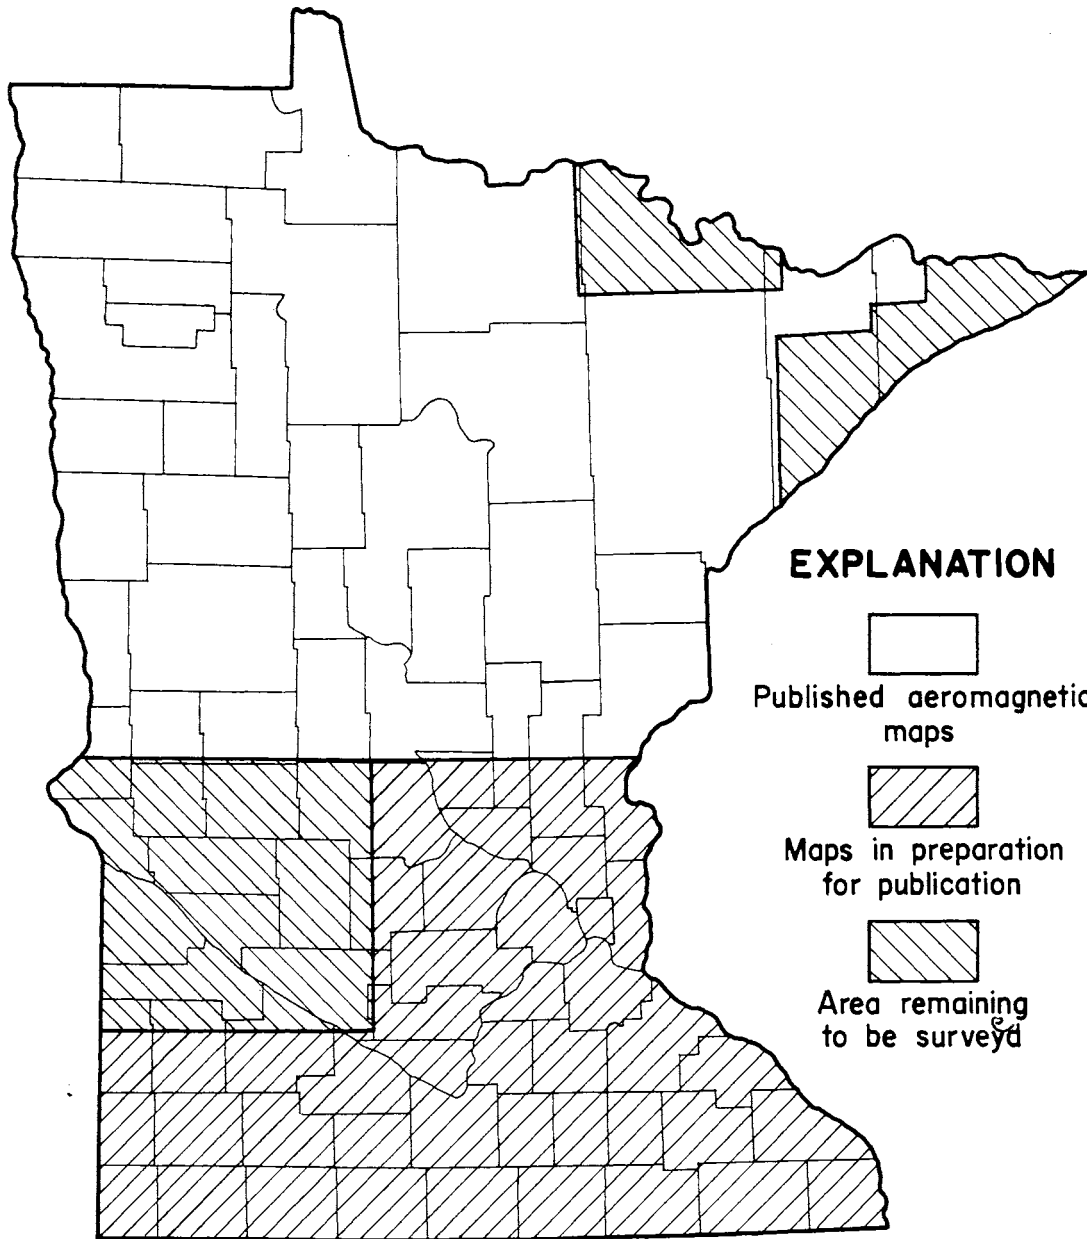 EXPLANATION
Published aeromagnetic
maps
Maps in preparation
for publication
Area remaining
to be surveyd